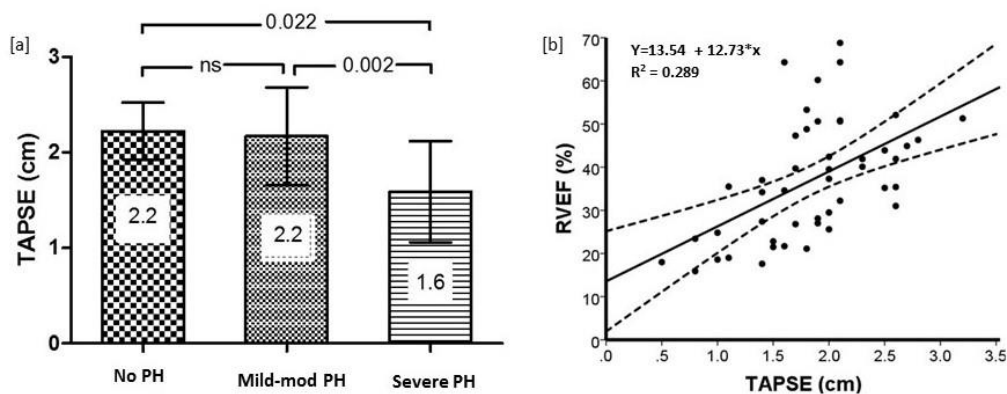 [a]
0.022
ns
0.002
TAPSE (cm)
3
2
1
0
2.2
2.2
1.6
No PH
Mild-mod PH
Severe PH
[b]
Y=13.54 + 12.73*x
R² = 0.289
RVEF (%)
70
60
50
40
30
20
10
0
.0
.5
1.0
1.5
2.0
2.5
3.0
3.5
TAPSE (cm)